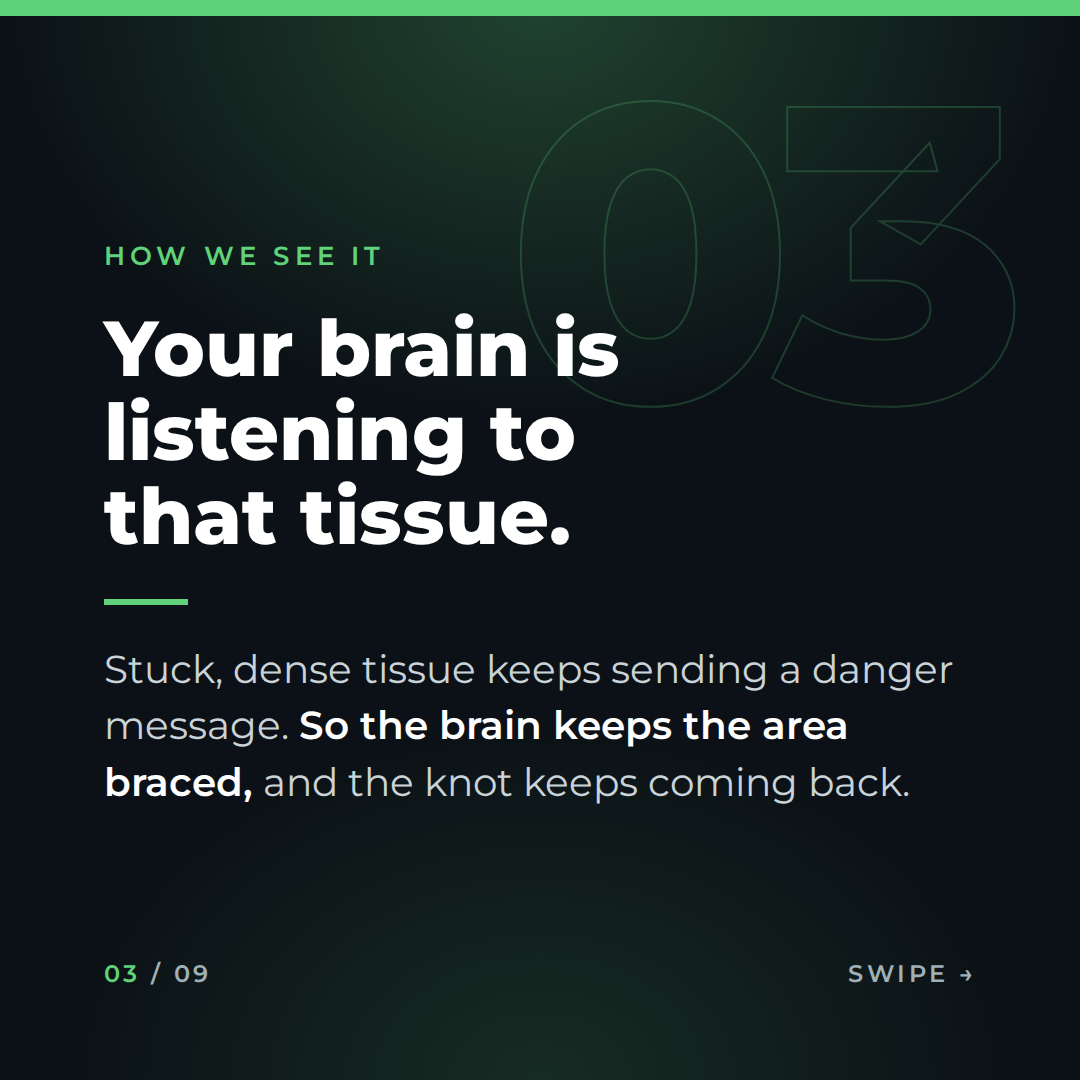 03
HOW WE SEE IT
Your brain is
listening to
that tissue.
Stuck, dense tissue keeps sending a danger
message. So the brain keeps the area
braced, and the knot keeps coming back.
03 / 09
SWIPE →